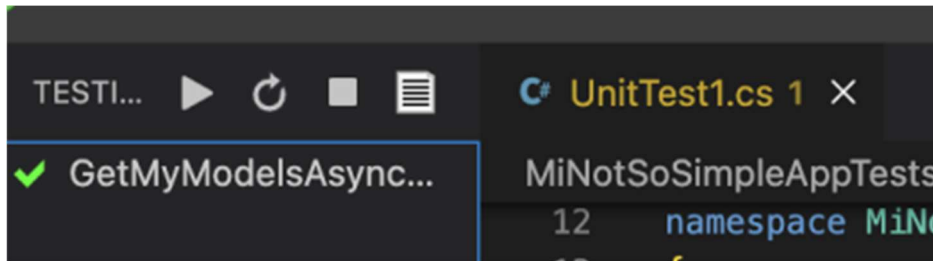 TESTI...
C# UnitTest1.cs 1
GetMyModelsAsync...
MiNotSoSimpleAppTests
12 namespace MiN